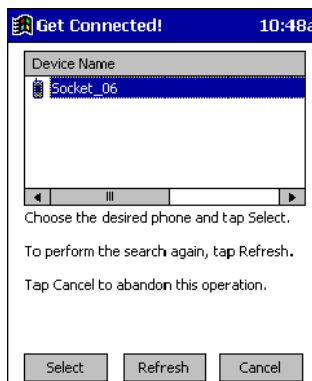 Get Connected! 10:48a
Device Name
Socket_06
Choose the desired phone and tap Select.
To perform the search again, tap Refresh.
Tap Cancel to abandon this operation.
Select Refresh Cancel